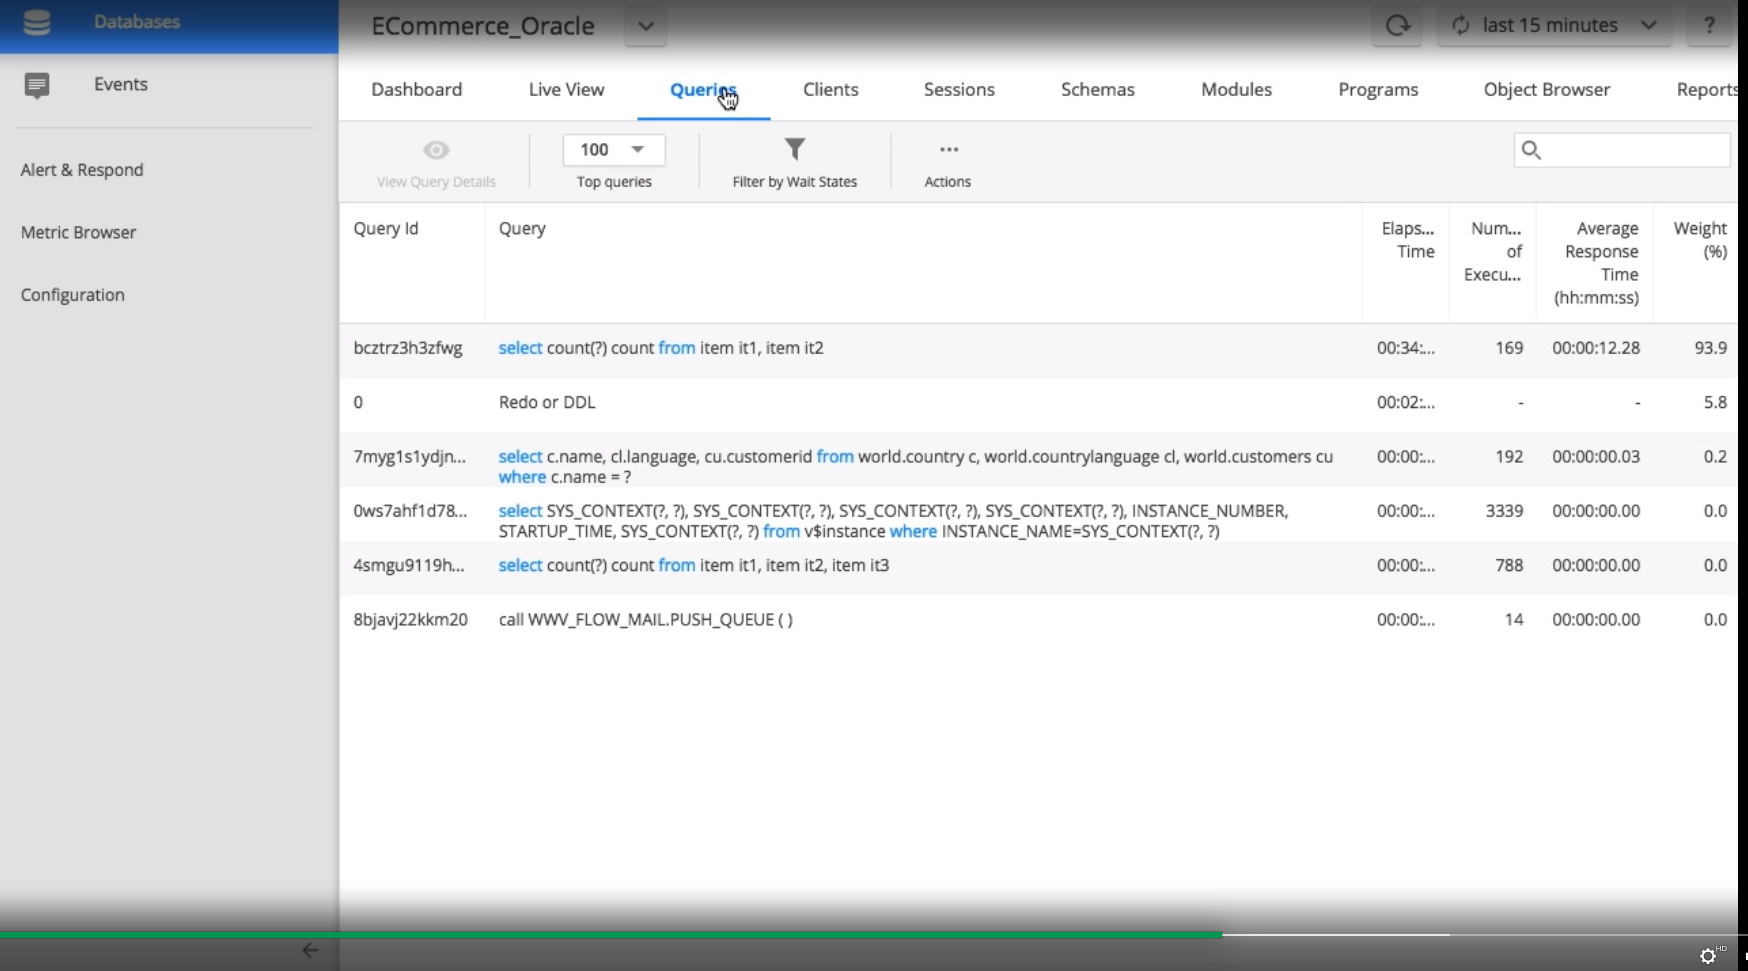 Databases
ECommerce_Oracle
last 15 minutes
?
Events
Dashboard
Live View
Queries
Clients
Sessions
Schemas
Modules
Programs
Object Browser
Reports
Alert & Respond
Metric Browser
Configuration
View Query Details
100
Top queries
Filter by Wait States
Actions
Query Id
Query
Elaps...
Time
Num...
of
Execu...
Average
Response
Time
(hh:mm:ss)
Weight
(%)
bcztrz3h3zfwg
select count(?) count from item it1, item it2
00:34:...
169
00:00:12.28
93.9
0
Redo or DDL
00:02:...
-
-
5.8
7myg1s1ydjn...
select c.name, cl.language, cu.customerid from world.country c, world.countrylanguage cl, world.customers cu
where c.name = ?
00:00:...
192
00:00:00.03
0.2
0ws7ahf1d78...
select SYS_CONTEXT(?, ?), SYS_CONTEXT(?, ?), SYS_CONTEXT(?, ?), SYS_CONTEXT(?, ?), INSTANCE_NUMBER,
STARTUP_TIME, SYS_CONTEXT(?, ?) from v$instance where INSTANCE_NAME=SYS_CONTEXT(?, ?)
00:00:...
3339
00:00:00.00
0.0
4smgu9119h...
select count(?) count from item it1, item it2, item it3
00:00:...
788
00:00:00.00
0.0
8bjavj22kkm20
call WWV_FLOW_MAIL.PUSH_QUEUE ( )
00:00:...
14
00:00:00.00
0.0
HD